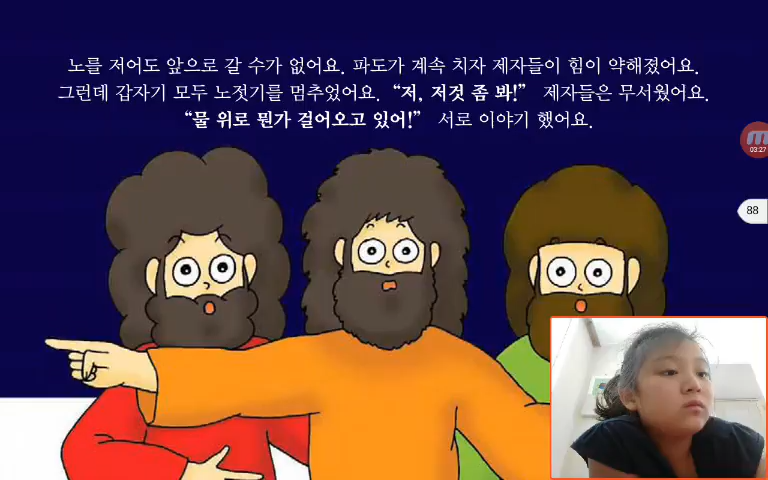 노를 저어도 앞으로 갈 수가 없어요. 파도가 계속 치자 제자들이 힘이 약해졌어요.
그런데 갑자기 모두 노젓기를 멈추었어요. “저, 저것 좀 봐!” 제자들은 무서웠어요.
“물 위로 뭔가 걸어오고 있어!” 서로 이야기 했어요.
03:27
88